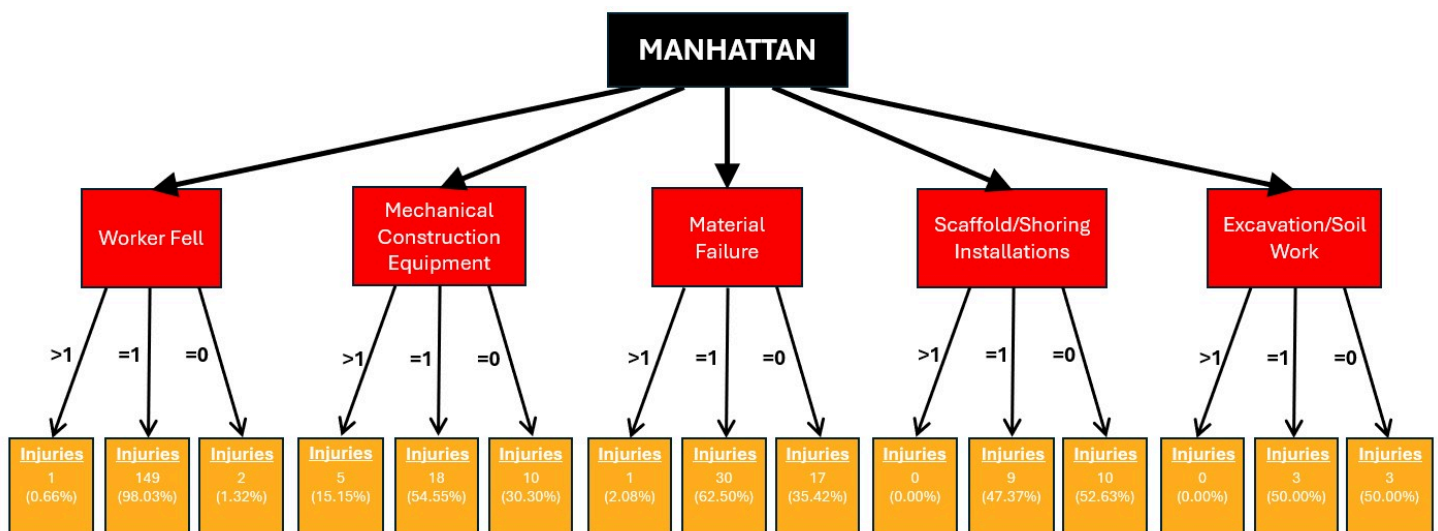 MANHATTAN
Worker Fell
Mechanical
Construction
Equipment
Material
Failure
Scaffold/Shoring
Installations
Excavation/Soil
Work
>1
=1
=0
>1
=1
=0
>1
=1
=0
>1
=1
=0
>1
=1
=0
Injuries
1
(0.66%)
Injuries
149
(98.03%)
Injuries
2
(1.32%)
Injuries
5
(15.15%)
Injuries
18
(54.55%)
Injuries
10
(30.30%)
Injuries
1
(2.08%)
Injuries
30
(62.50%)
Injuries
17
(35.42%)
Injuries
0
(0.00%)
Injuries
9
(47.37%)
Injuries
10
(52.63%)
Injuries
0
(0.00%)
Injuries
3
(50.00%)
Injuries
3
(50.00%)